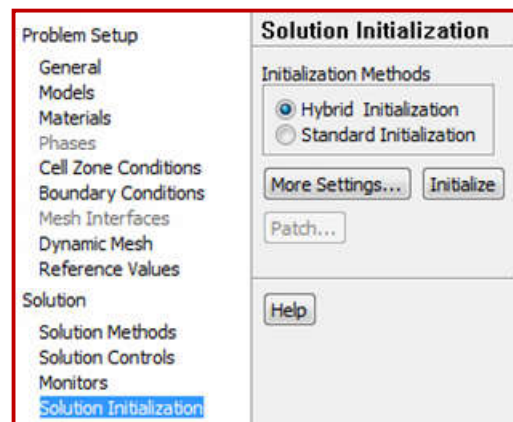 Problem Setup
General
Models
Materials
Phases
Cell Zone Conditions
Boundary Conditions
Mesh Interfaces
Dynamic Mesh
Reference Values
Solution
Solution Methods
Solution Controls
Monitors
Solution Initialization
Solution Initialization
Initialization Methods
Hybrid Initialization
Standard Initialization
More Settings... Initialize
Patch...
Help